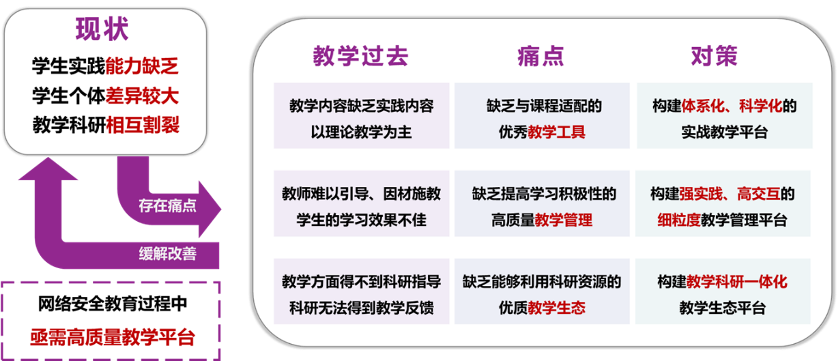 现状
学生实践能力缺乏
学生个体差异较大
教学科研相互割裂
存在痛点
缓解改善
网络安全教育过程中
亟需高质量教学平台
教学过去
痛点
对策
教学内容缺乏实践内容
以理论教学为主
缺乏与课程适配的
优秀教学工具
构建体系化、科学化的
实战教学平台
教师难以引导、因材施教
学生的学习效果不佳
缺乏提高学习积极性的
高质量教学管理
构建强实践、高交互的
细粒度教学管理平台
教学方面得不到科研指导
科研无法得到教学反馈
缺乏能够利用科研资源的
优质教学生态
构建教学科研一体化
教学生态平台